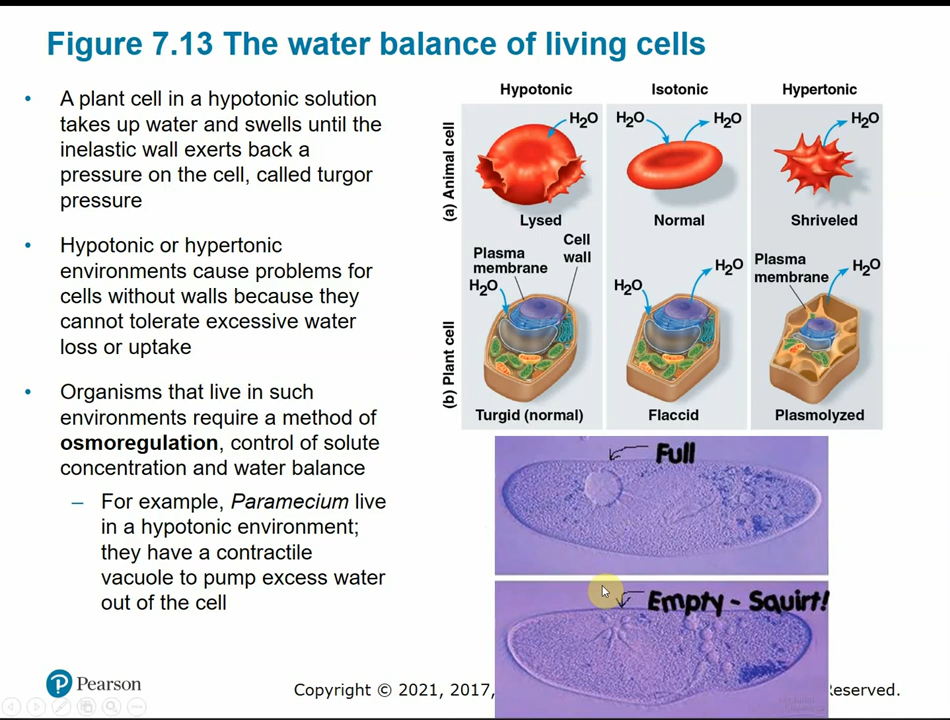 Figure 7.13 The water balance of living cells
• A plant cell in a hypotonic solution
takes up water and swells until the
inelastic wall exerts back a
pressure on the cell, called turgor
pressure
• Hypotonic or hypertonic
environments cause problems for
cells without walls because they
cannot tolerate excessive water
loss or uptake
• Organisms that live in such
environments require a method of
osmoregulation, control of solute
concentration and water balance
– For example, Paramecium live
in a hypotonic environment;
they have a contractile
vacuole to pump excess water
out of the cell
Hypotonic Isotonic Hypertonic
(a) Animal cell
H₂O H₂O H₂O H₂O
Lysed Normal Shriveled
(b) Plant cell
Plasma
membrane
Cell
wall
H₂O
H₂O H₂O
Plasma
membrane
H₂O
Turgid (normal) Flaccid Plasmolyzed
Full
Empty - Squirt!
Pearson
Copyright © 2021, 2017, Reserved.